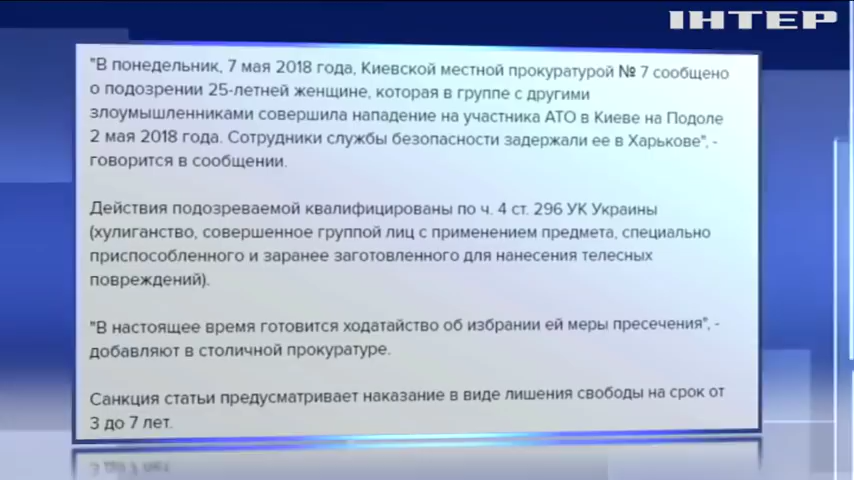 ІНТЕР
"В понедельник, 7 мая 2018 года, Киевской местной прокуратурой № 7 сообщено
о подозрении 25-летней женщине, которая в группе с другими
злоумышленниками совершила нападение на участника АТО в Киеве на Подоле
2 мая 2018 года. Сотрудники службы безопасности задержали ее в Харькове", -
говорится в сообщении.
Действия подозреваемой квалифицированы по ч. 4 ст. 296 УК Украины
(хулиганство, совершенное группой лиц с применением предмета, специально
приспособленного и заранее заготовленного для нанесения телесных
повреждений).
"В настоящее время готовится ходатайство об избрании ей меры пресечения", -
добавляют в столичной прокуратуре.
Санкция статьи предусматривает наказание в виде лишения свободы на срок от
3 до 7 лет.